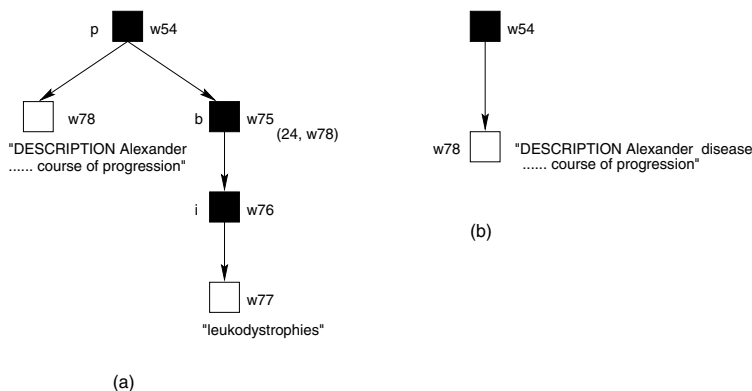 p w54
w78
"DESCRIPTION Alexander
...... course of progression"
b w75
(24, w78)
i w76
w77
"leukodystrophies"
(a)
w54
w78 "DESCRIPTION Alexander disease
...... course of progression"
(b)